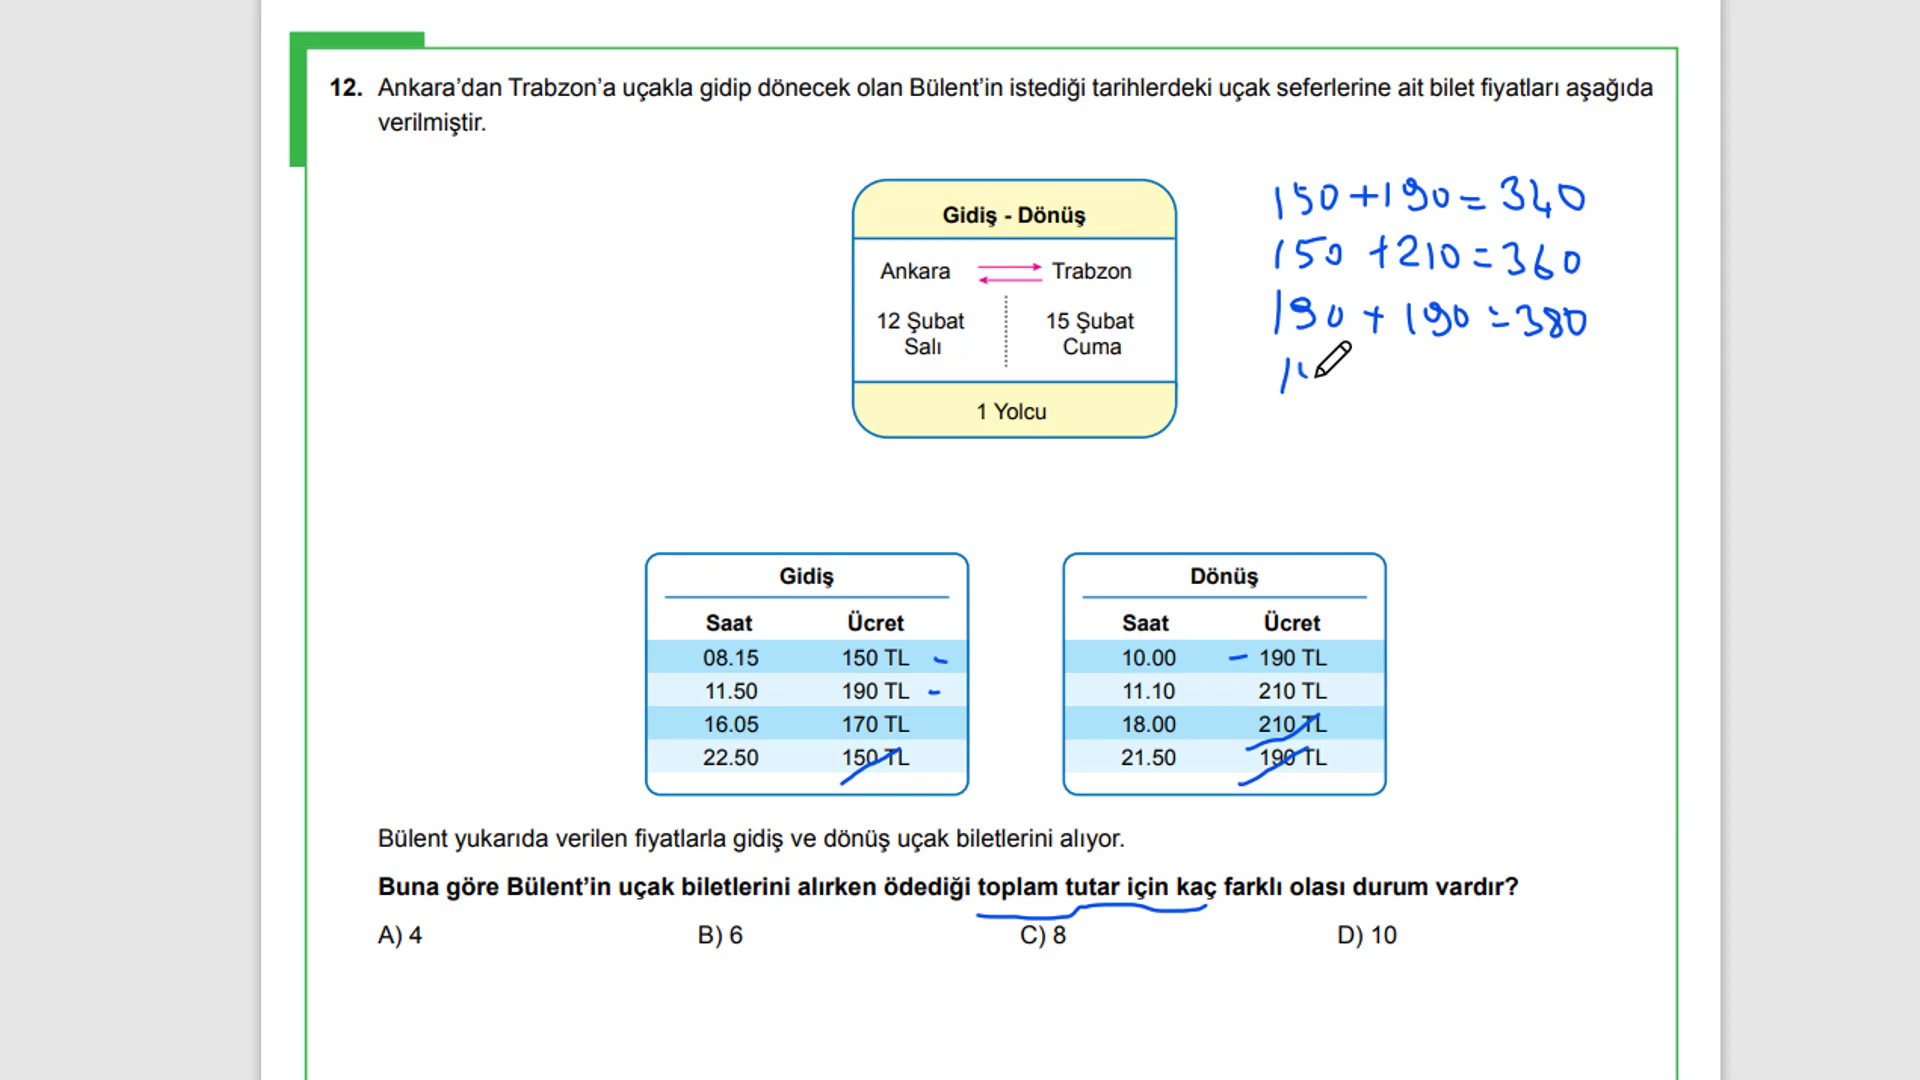 12. Ankara’dan Trabzon’a uçakla gidip dönecek olan Bülent’in istediği tarihlerdeki uçak seferlerine ait bilet fiyatları aşağıda
verilmiştir.
Gidiş - Dönüş
Ankara Trabzon
12 Şubat 15 Şubat
Salı Cuma
1 Yolcu
150 + 190 = 340
150 + 210 = 360
190 + 190 = 380
Gidiş
Saat Ücret
08.15 150 TL
11.50 190 TL
16.05 170 TL
22.50 150 TL
Dönüş
Saat Ücret
10.00 190 TL
11.10 210 TL
18.00 210 TL
21.50 190 TL
Bülent yukarıda verilen fiyatlarla gidiş ve dönüş uçak biletlerini alıyor.
Buna göre Bülent’in uçak biletlerini alırken ödediği toplam tutar için kaç farklı olası durum vardır?
A) 4 B) 6 C) 8 D) 10